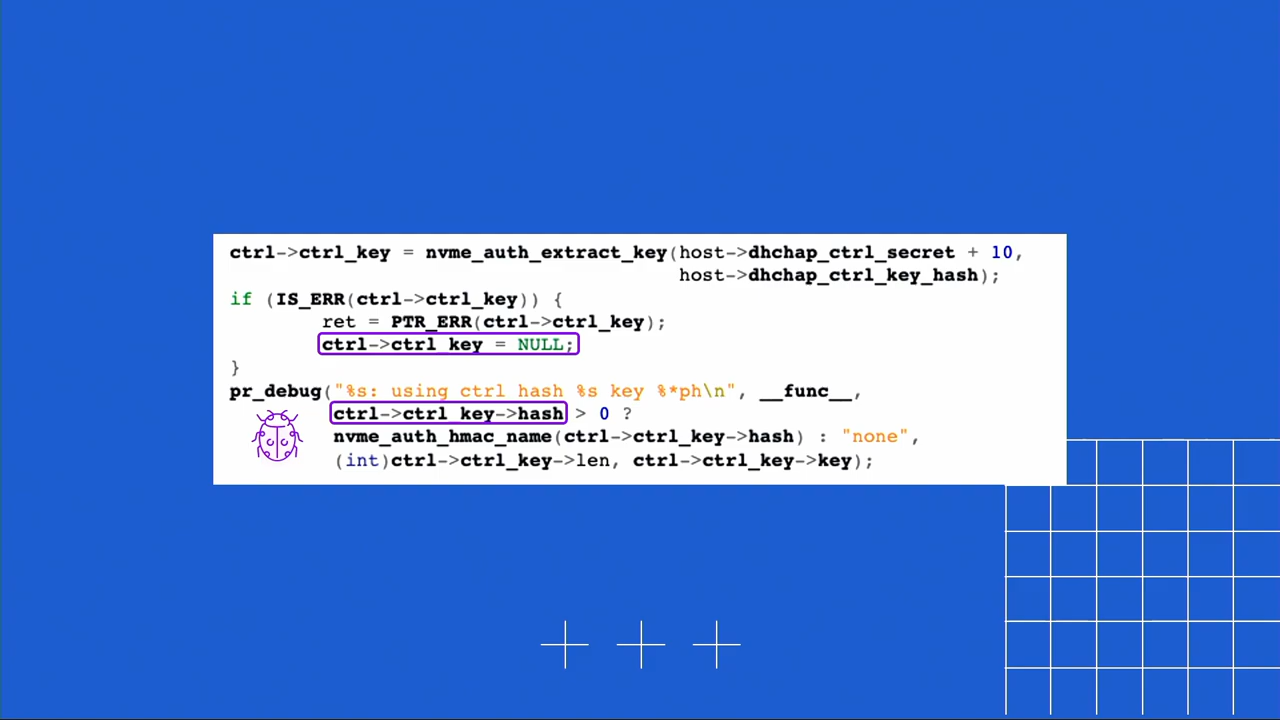 ctrl->ctrl_key = nvme_auth_extract_key(host->dhchap_ctrl_secret + 10,
host->dhchap_ctrl_key_hash);
if (IS_ERR(ctrl->ctrl_key)) {
ret = PTR_ERR(ctrl->ctrl_key);
ctrl->ctrl_key = NULL;
}
pr_debug("%s: using ctrl hash %s key %*ph\n", __func__,
ctrl->ctrl_key->hash > 0 ?
nvme_auth_hmac_name(ctrl->ctrl_key->hash) : "none",
(int)ctrl->ctrl_key->len, ctrl->ctrl_key->key);